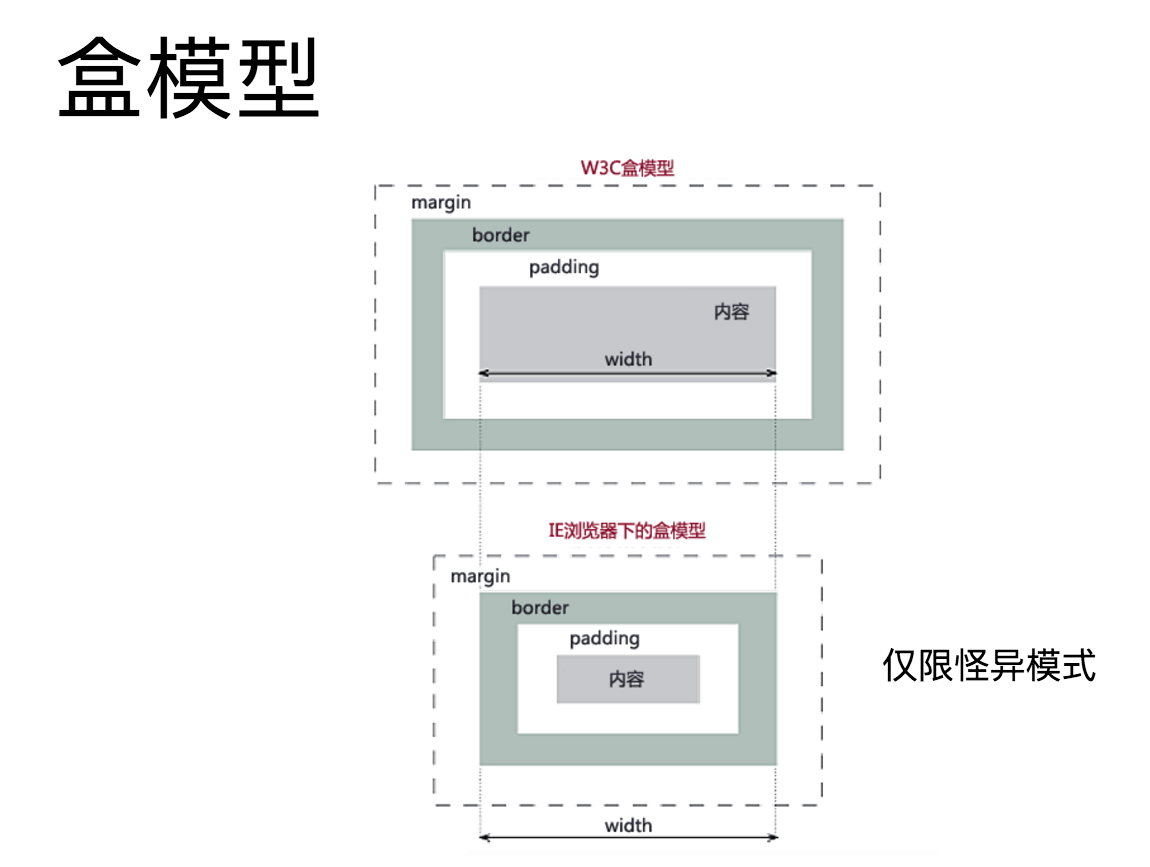 盒模型
W3C盒模型
margin
border
padding
内容
width
IE浏览器下的盒模型
margin
border
padding
仅限怪异模式
内容
width